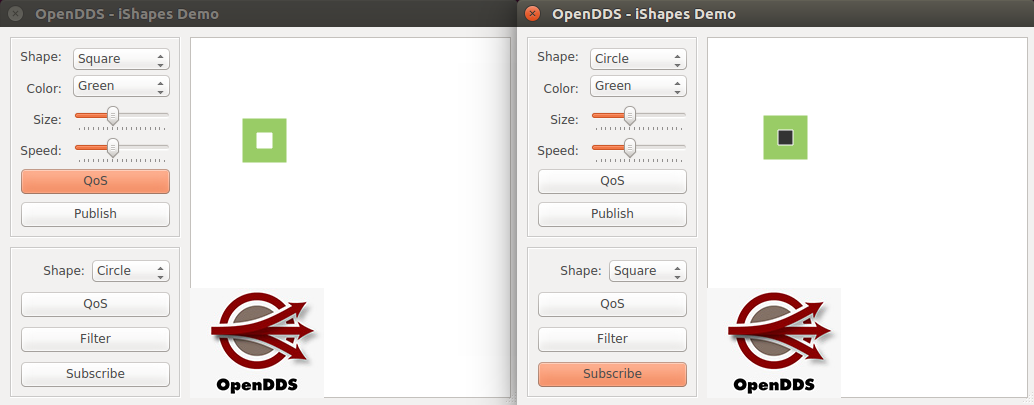 OpenDDS - iShapes Demo
Shape: Square
Color: Green
Size:
Speed:
QoS
Publish
Shape: Circle
QoS
Filter
Subscribe
OpenDDS
OpenDDS - iShapes Demo
Shape: Circle
Color: Green
Size:
Speed:
QoS
Publish
Shape: Square
QoS
Filter
Subscribe
OpenDDS